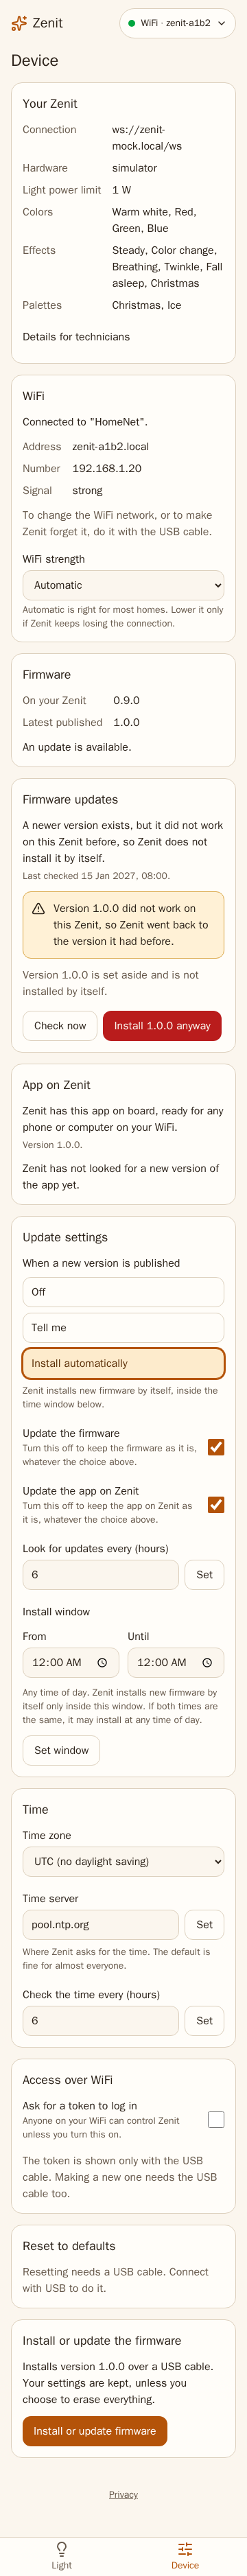 Zenit
WiFi · zenit-a1b2
Device
Your Zenit
Connection ws://zenit-
mock.local/ws
Hardware simulator
Light power limit 1 W
Colors Warm white, Red,
Green, Blue
Effects Steady, Color change,
Breathing, Twinkle, Fall
asleep, Christmas
Palettes Christmas, Ice
Details for technicians
WiFi
Connected to "HomeNet".
Address zenit-a1b2.local
Number 192.168.1.20
Signal strong
To change the WiFi network, or to make
Zenit forget it, do it with the USB cable.
WiFi strength
Automatic
Automatic is right for most homes. Lower it only
if Zenit keeps losing the connection.
Firmware
On your Zenit 0.9.0
Latest published 1.0.0
An update is available.
Firmware updates
A newer version exists, but it did not work
on this Zenit before, so Zenit does not
install it by itself.
Last checked 15 Jan 2027, 08:00.
Version 1.0.0 did not work on
this Zenit, so Zenit went back to
the version it had before.
Version 1.0.0 is set aside and is not
installed by itself.
Check now
Install 1.0.0 anyway
App on Zenit
Zenit has this app on board, ready for any
phone or computer on your WiFi.
Version 1.0.0.
Zenit has not looked for a new version of
the app yet.
Update settings
When a new version is published
Off
Tell me
Install automatically
Zenit installs new firmware by itself, inside the
time window below.
Update the firmware
Turn this off to keep the firmware as it is,
whatever the choice above.
Update the app on Zenit
Turn this off to keep the app on Zenit as
it is, whatever the choice above.
Look for updates every (hours)
6 Set
Install window
From Until
12:00 AM 12:00 AM
Any time of day. Zenit installs new firmware by
itself only inside this window. If both times are
the same, it may install at any time of day.
Set window
Time
Time zone
UTC (no daylight saving)
Time server
pool.ntp.org Set
Where Zenit asks for the time. The default is
fine for almost everyone.
Check the time every (hours)
6 Set
Access over WiFi
Ask for a token to log in
Anyone on your WiFi can control Zenit
unless you turn this on.
The token is shown only with the USB
cable. Making a new one needs the USB
cable too.
Reset to defaults
Resetting needs a USB cable. Connect
with USB to do it.
Install or update the firmware
Installs version 1.0.0 over a USB cable.
Your settings are kept, unless you
choose to erase everything.
Install or update firmware
Privacy
Light Device